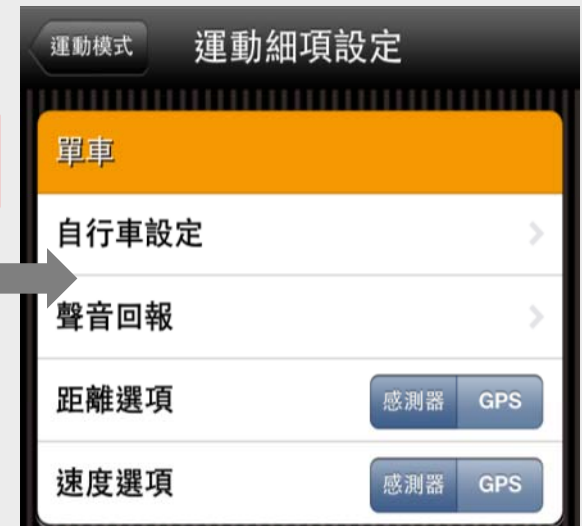 運動模式 運動細項設定
單車
自行車設定
聲音回報
距離選項 感測器 GPS
速度選項 感測器 GPS